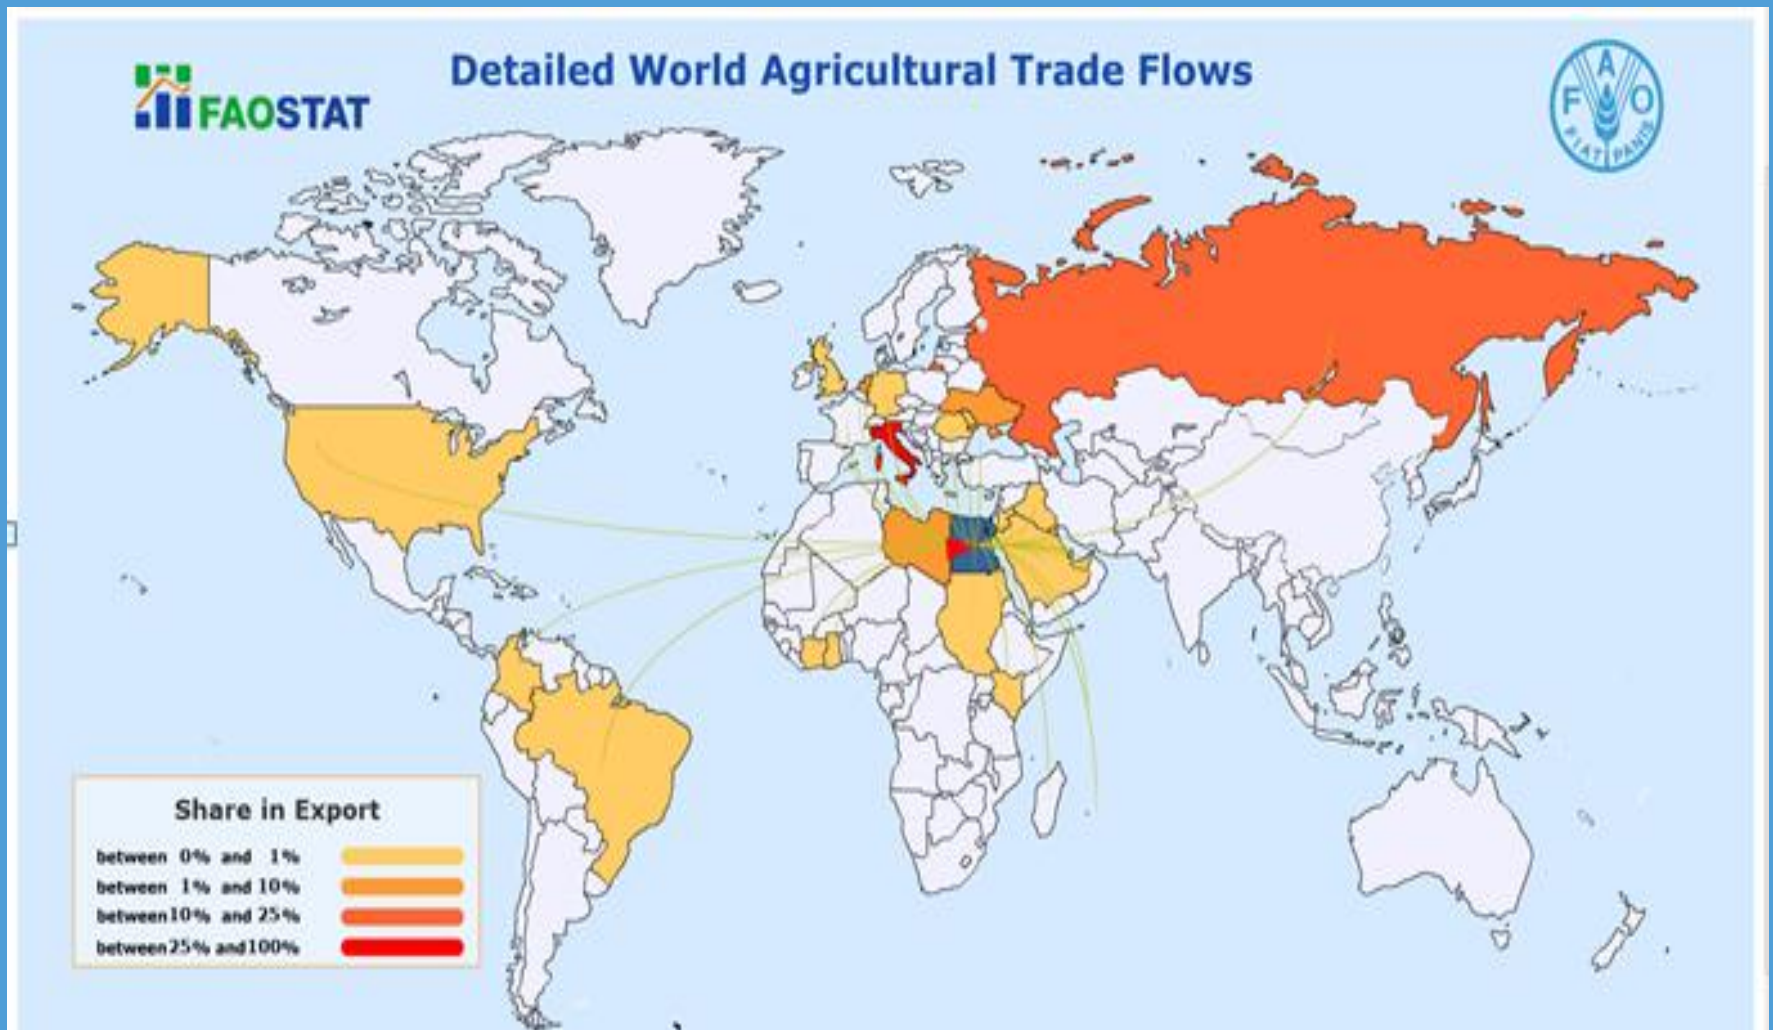 Detailed World Agricultural Trade Flows
FAOSTAT
F A O
FIAT PANIS
Share in Export
between 0% and 1%
between 1% and 10%
between 10% and 25%
between 25% and 100%